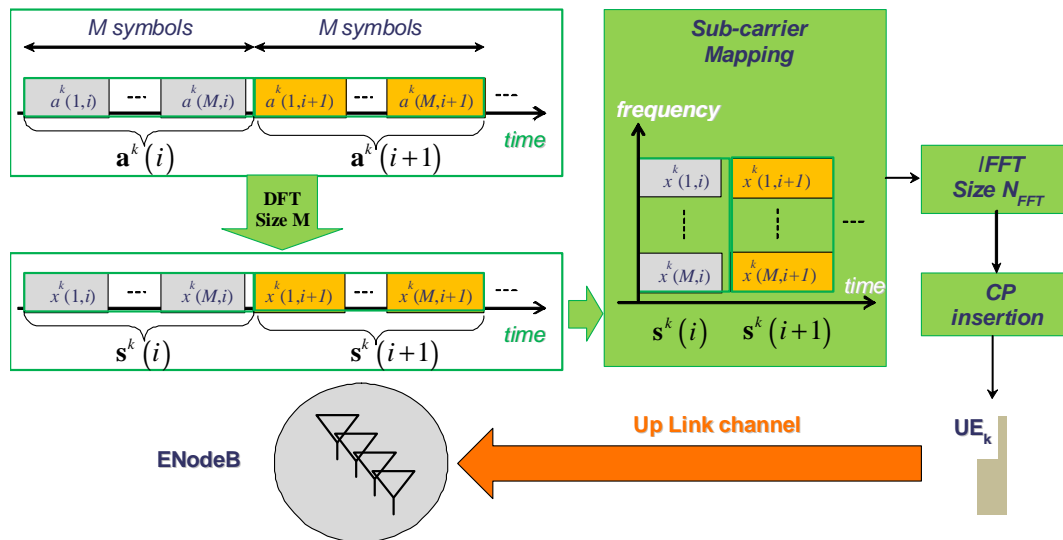 M symbols M symbols
a^k(1,i) --- a^k(M,i) a^k(1,i+1) --- a^k(M,i+1) ---
time
𝐚^k(i) 𝐚^k(i+1)
DFT
Size M
x^k(1,i) --- x^k(M,i) x^k(1,i+1) --- x^k(M,i+1) ---
time
𝐬^k(i) 𝐬^k(i+1)
Sub-carrier
Mapping
frequency
x^k(1,i) x^k(1,i+1)
---
x^k(M,i) x^k(M,i+1)
time
𝐬^k(i) 𝐬^k(i+1)
IFFT
Size N_FFT
CP
insertion
UE_k
Up Link channel
ENodeB